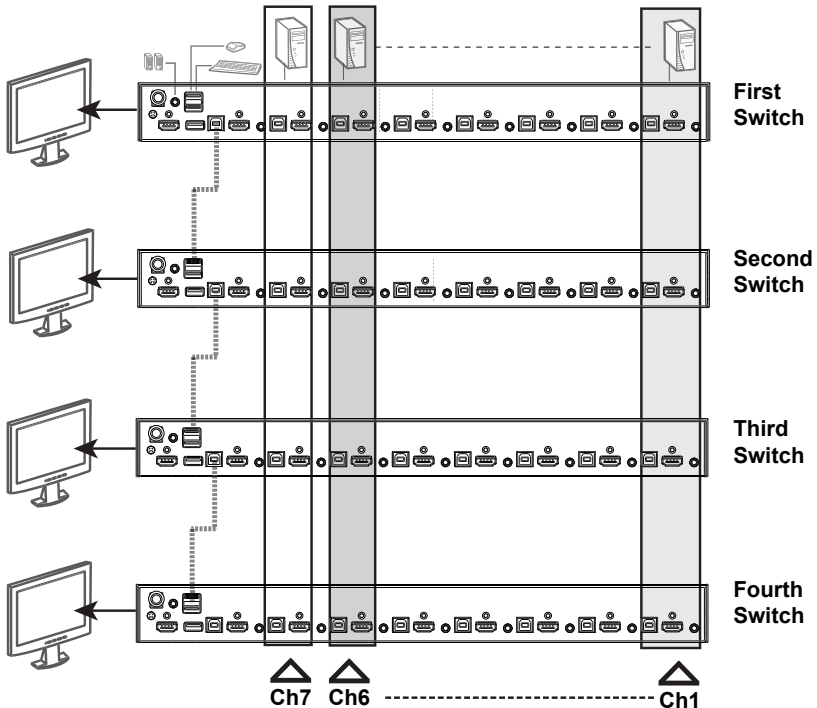 First
Switch
Second
Switch
Third
Switch
Fourth
Switch
Ch7 Ch6 Ch1